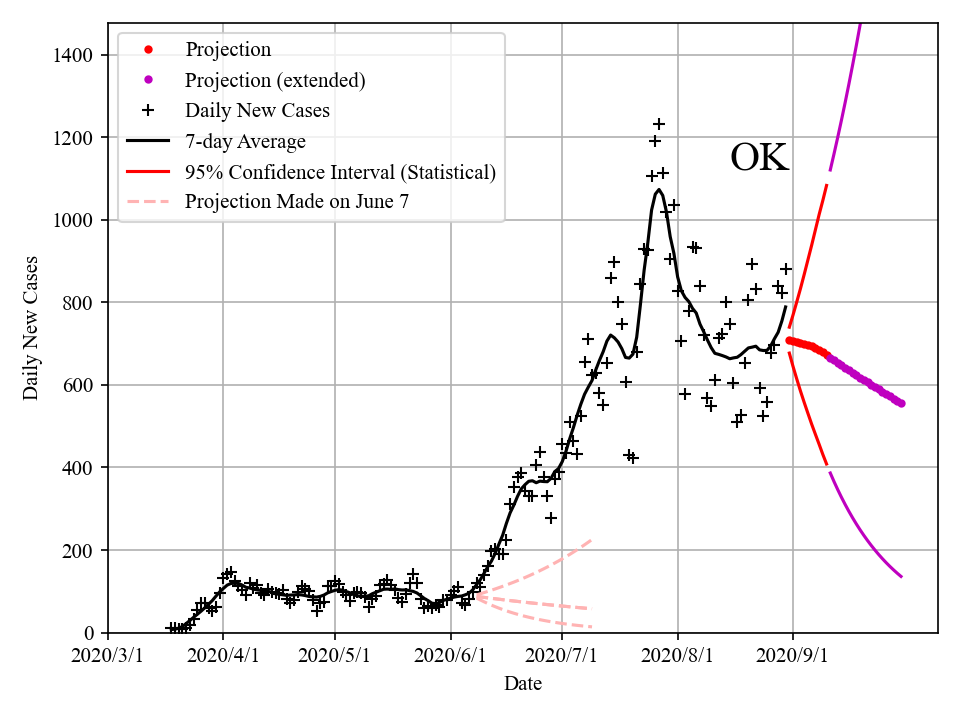 Projection
Projection (extended)
Daily New Cases
7-day Average
95% Confidence Interval (Statistical)
Projection Made on June 7
OK
Daily New Cases
1400
1200
1000
800
600
400
200
0
2020/3/1 2020/4/1 2020/5/1 2020/6/1 2020/7/1 2020/8/1 2020/9/1
Date